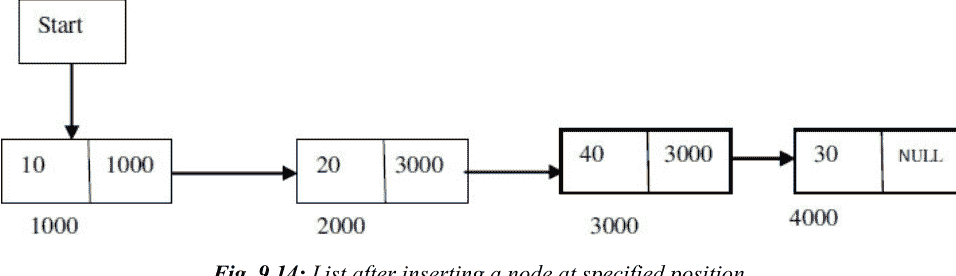 Start
10 1000 20 3000 40 3000 30 NULL
1000 2000 3000 4000
Fig. 9.14: List after inserting a node at specified position